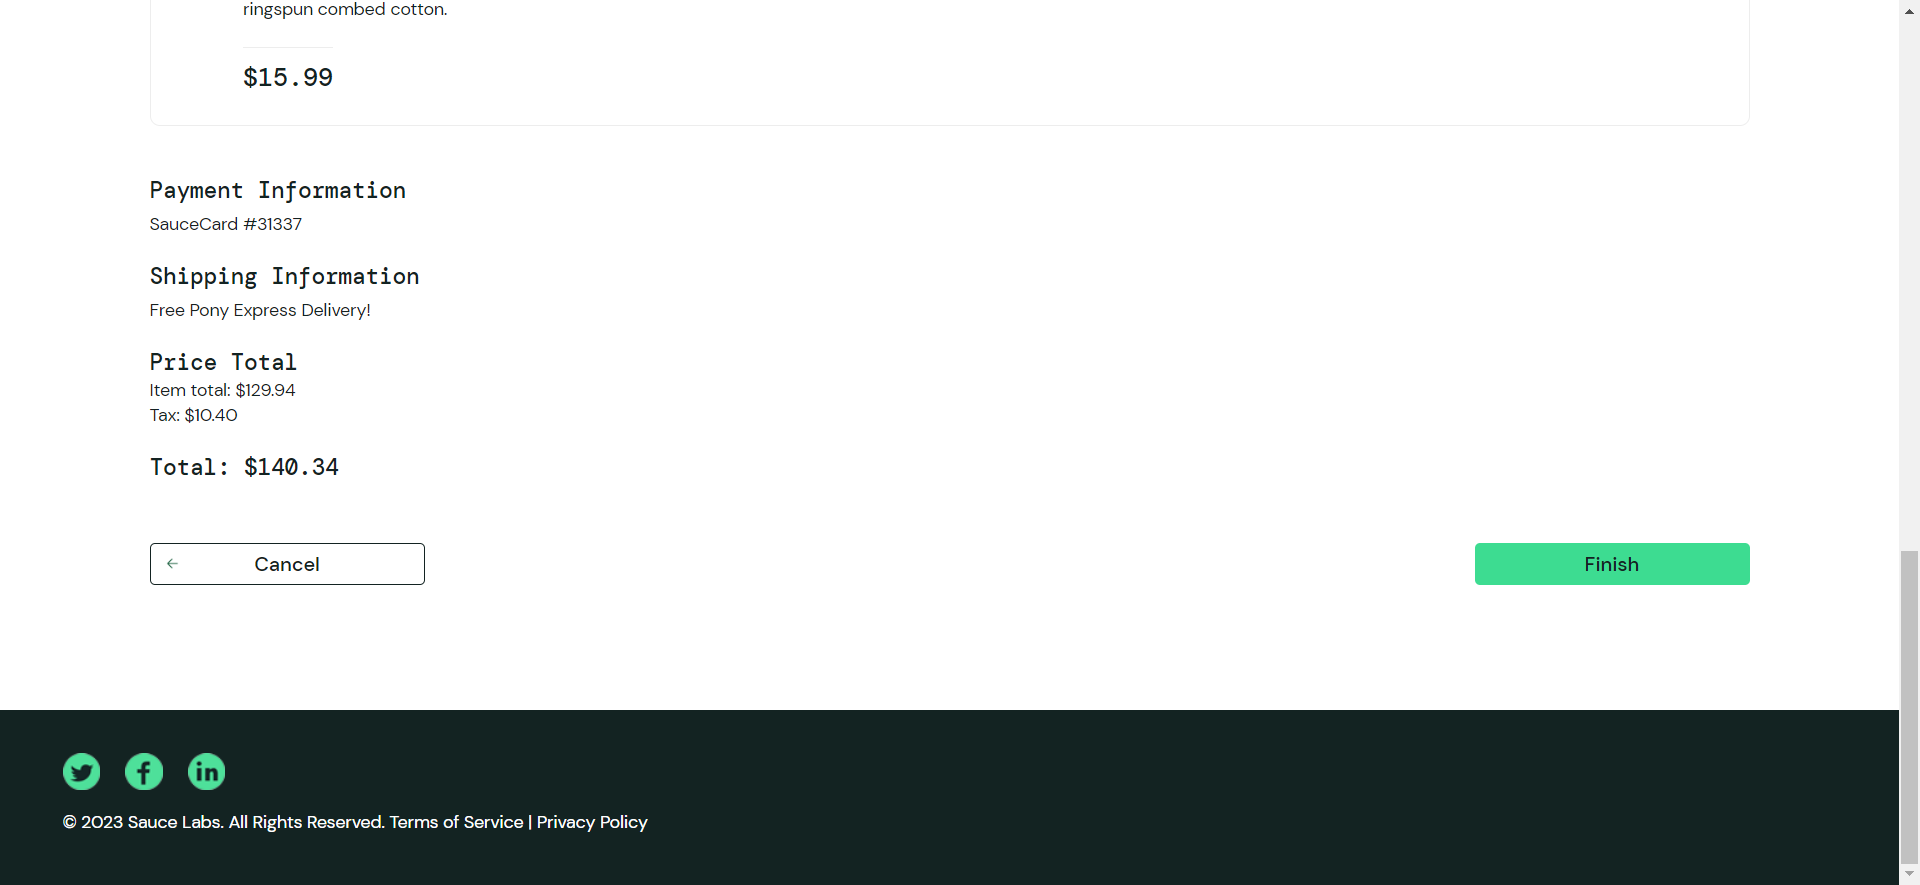 ringspun combed cotton.
$15.99
Payment Information
SauceCard #31337
Shipping Information
Free Pony Express Delivery!
Price Total
Item total: $129.94
Tax: $10.40
Total: $140.34
Cancel
Finish
© 2023 Sauce Labs. All Rights Reserved. Terms of Service | Privacy Policy